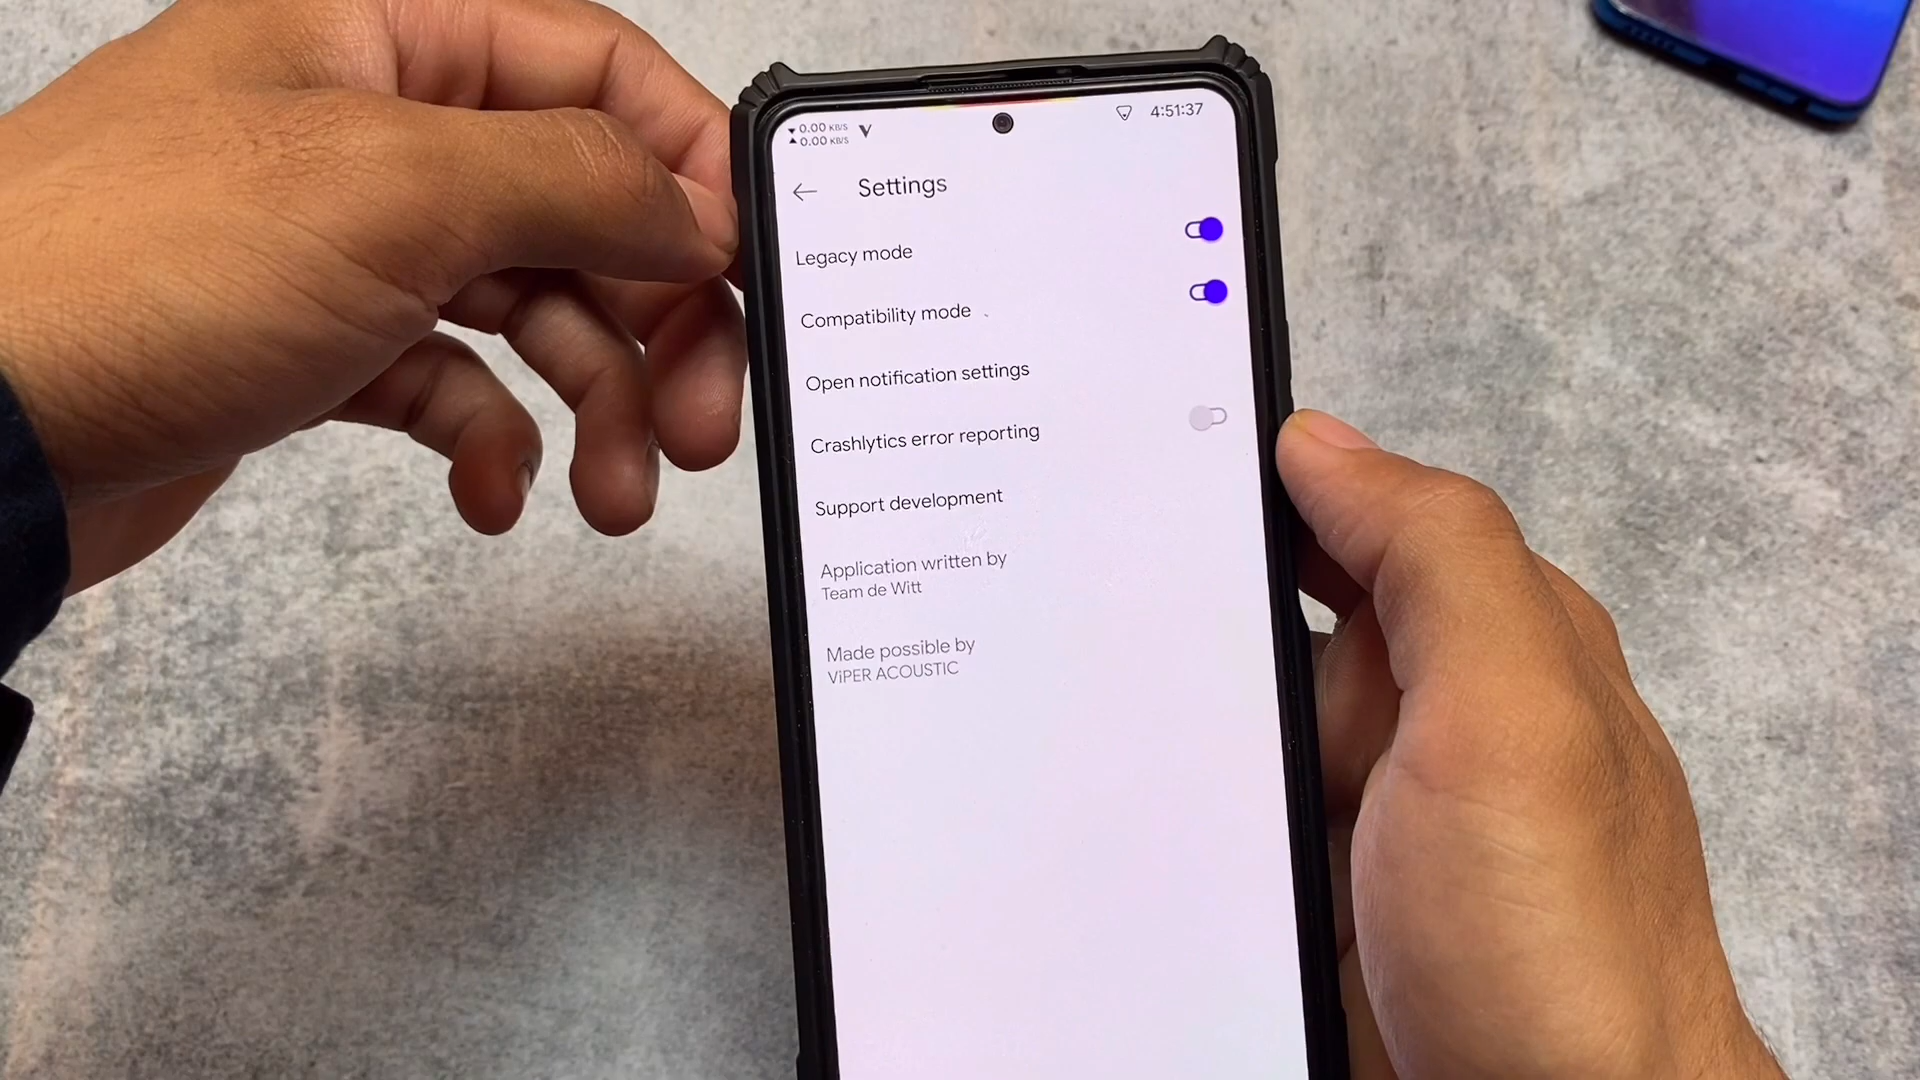 0.00 KB/S
0.00 KB/S
4:51:37
Settings
Legacy mode
Compatibility mode
Open notification settings
Crashlytics error reporting
Support development
Application written by
Team de Witt
Made possible by
ViPER ACOUSTIC